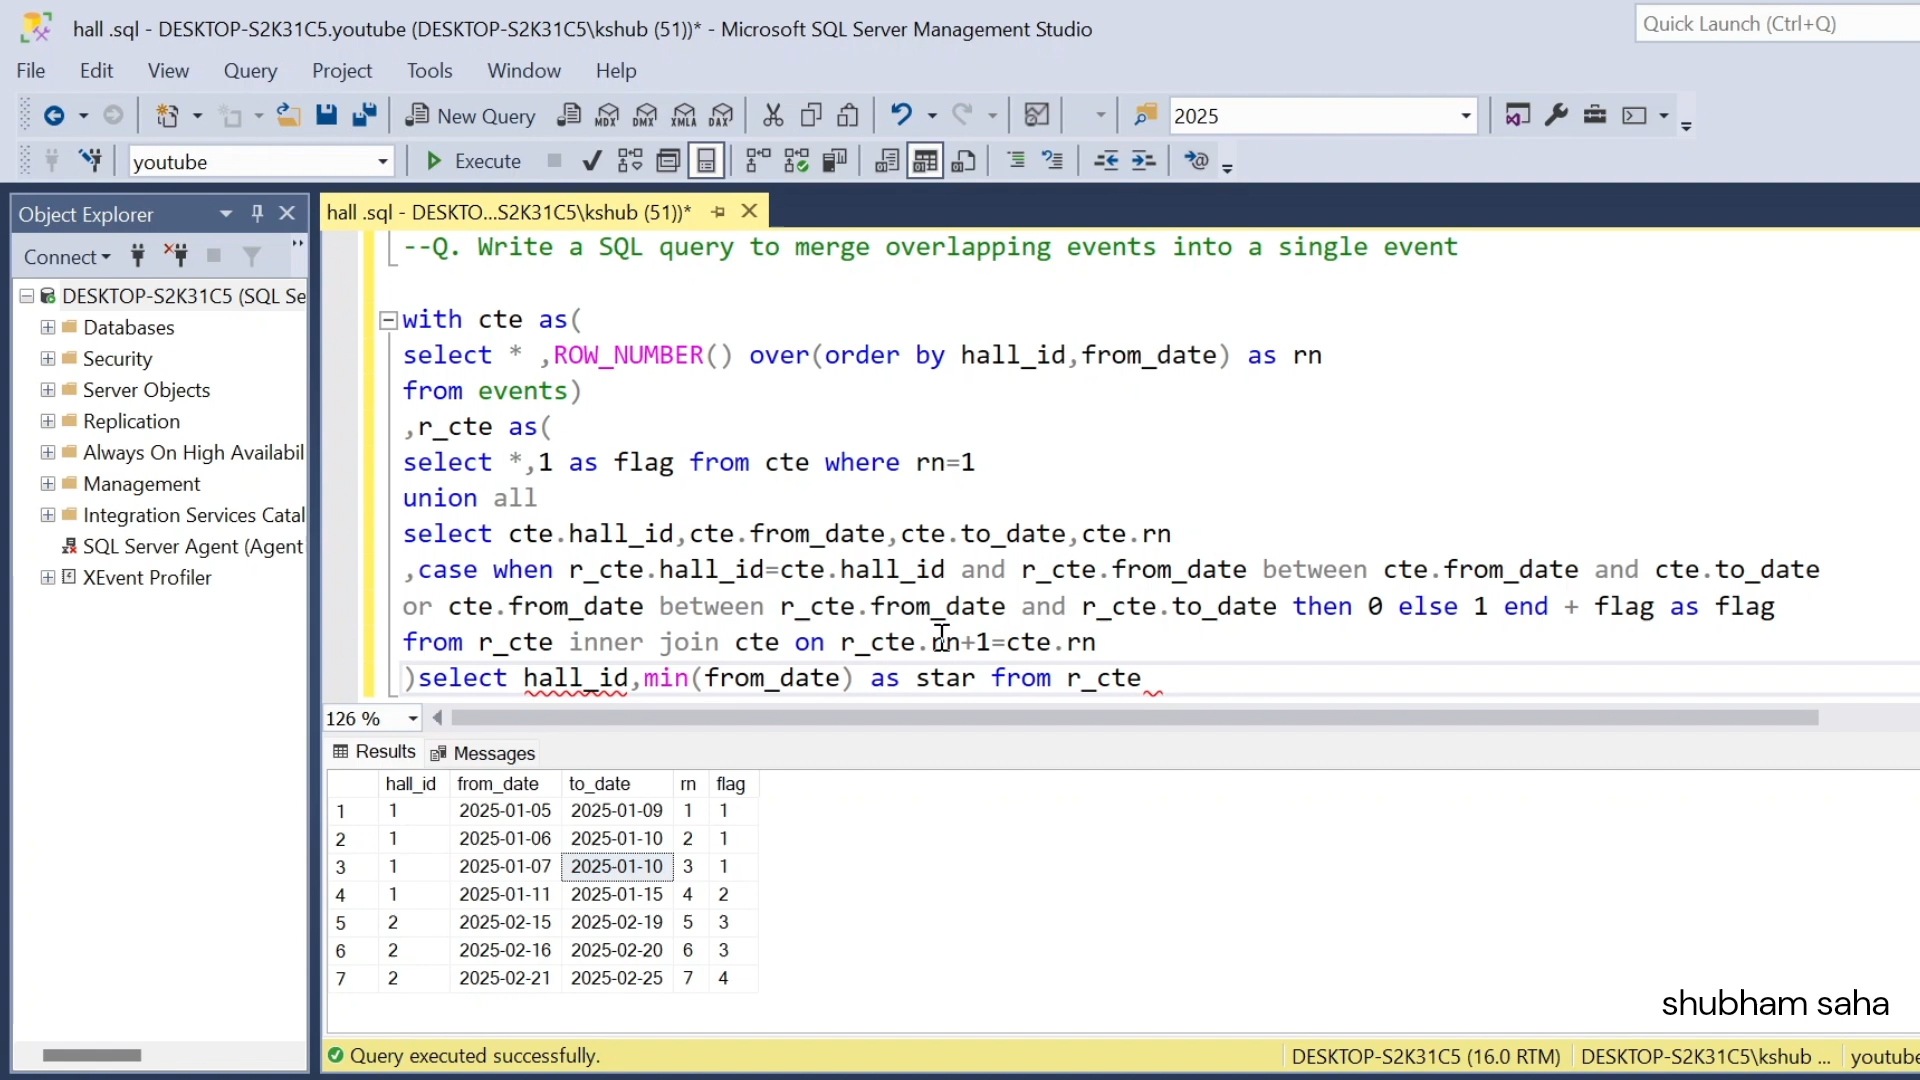 hall .sql - DESKTOP-S2K31C5.youtube (DESKTOP-S2K31C5\kshub (51))* - Microsoft SQL Server Management Studio
Quick Launch (Ctrl+Q)
File Edit View Query Project Tools Window Help
New Query MDX DMX XMLA DAX 2025
youtube Execute
Object Explorer
hall .sql - DESKTO...S2K31C5\kshub (51))*
Connect
DESKTOP-S2K31C5 (SQL Se
Databases
Security
Server Objects
Replication
Always On High Availabil
Management
Integration Services Catal
SQL Server Agent (Agent
XEvent Profiler
--Q. Write a SQL query to merge overlapping events into a single event
with cte as(
select * ,ROW_NUMBER() over(order by hall_id,from_date) as rn
from events)
,r_cte as(
select *,1 as flag from cte where rn=1
union all
select cte.hall_id,cte.from_date,cte.to_date,cte.rn
,case when r_cte.hall_id=cte.hall_id and r_cte.from_date between cte.from_date and cte.to_date
or cte.from_date between r_cte.from_date and r_cte.to_date then 0 else 1 end + flag as flag
from r_cte inner join cte on r_cte.rn+1=cte.rn
)select hall_id,min(from_date) as star from r_cte
126 %
Results Messages
hall_id from_date to_date rn flag
1 1 2025-01-05 2025-01-09 1 1
2 1 2025-01-06 2025-01-10 2 1
3 1 2025-01-07 2025-01-10 3 1
4 1 2025-01-11 2025-01-15 4 2
5 2 2025-02-15 2025-02-19 5 3
6 2 2025-02-16 2025-02-20 6 3
7 2 2025-02-21 2025-02-25 7 4
shubham saha
Query executed successfully. DESKTOP-S2K31C5 (16.0 RTM) DESKTOP-S2K31C5\kshub ... youtube